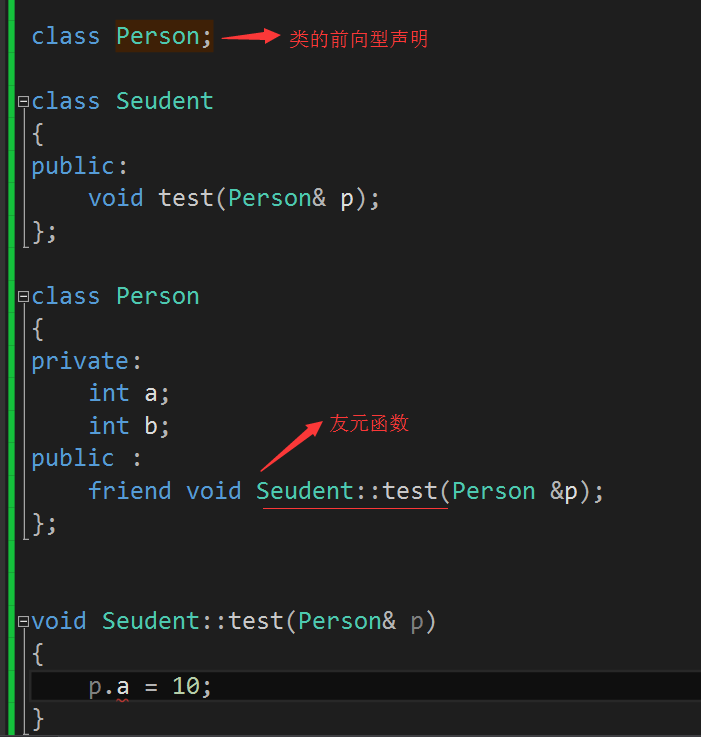 class Person; 类的前向型声明
class Seudent
{
public:
void test(Person& p);
};
class Person
{
private:
int a;
int b;
友元函数
public :
friend void Seudent::test(Person &p);
};
void Seudent::test(Person& p)
{
p.a = 10;
}